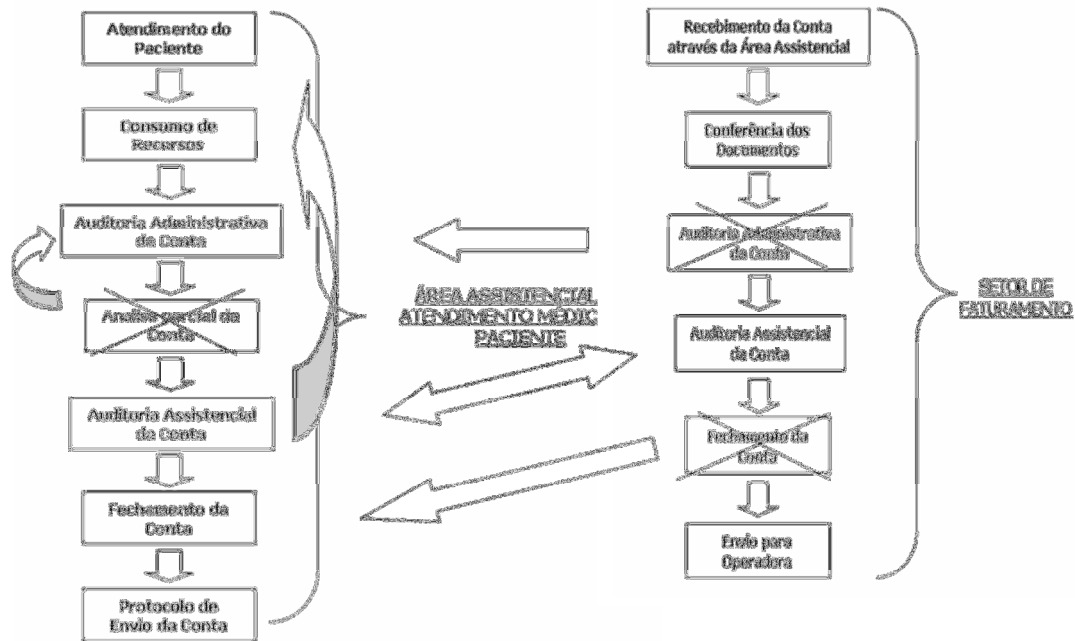 Atendimento do
Paciente
Consumo de
Recursos
Auditoria Administrativa
da Conta
Análise parcial da
Conta
Auditoria Assistencial
da Conta
Fechamento da
Conta
Protocolo de
Envio da Conta
ÁREA ASSISTENCIAL
ATENDIMENTO MÉDIC
PACIENTE
Recebimento da Conta
através da Área Assistencial
Conferência dos
Documentos
Auditoria Administrativa
da Conta
Auditoria Assistencial
da Conta
Fechamento da
Conta
Envio para
Operadora
SETOR DE
FATURAMENTO